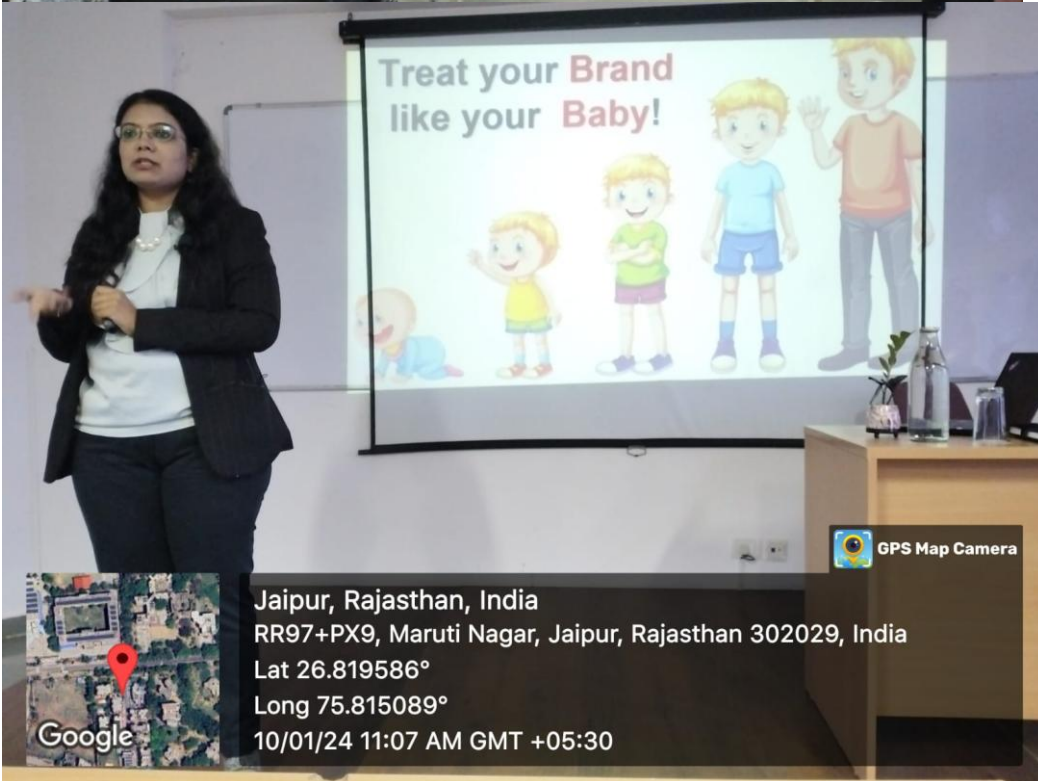 Treat your Brand
like your Baby!
GPS Map Camera
Jaipur, Rajasthan, India
RR97+PX9, Maruti Nagar, Jaipur, Rajasthan 302029, India
Lat 26.819586°
Long 75.815089°
10/01/24 11:07 AM GMT +05:30
Google